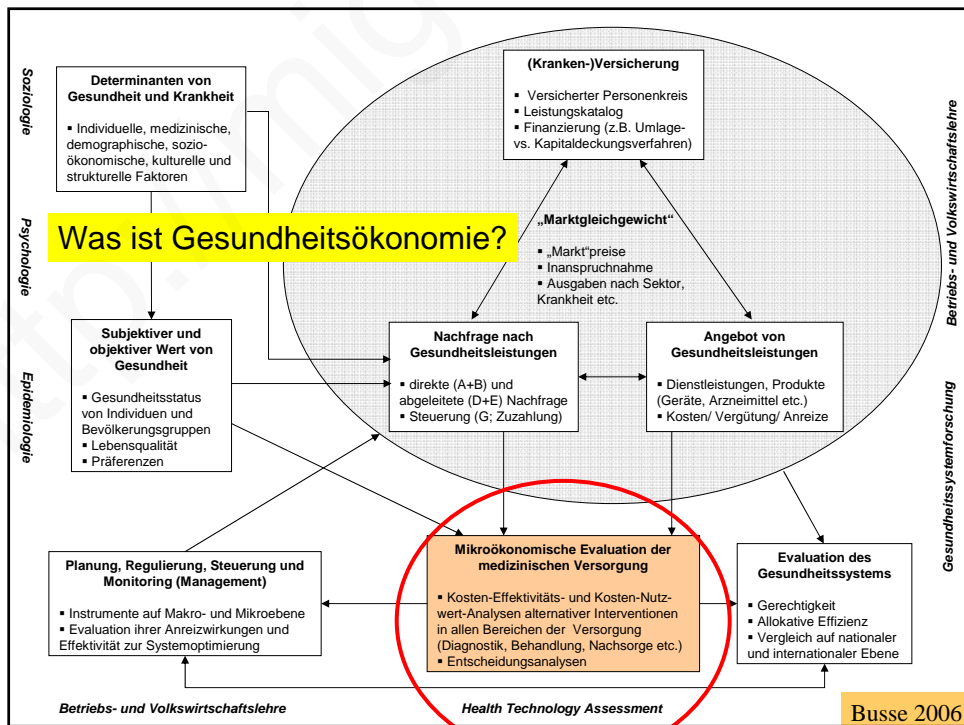 Soziologie
Determinanten von
Gesundheit und Krankheit
▪ Individuelle, medizinische,
demographische, sozio-
ökonomische, kulturelle und
strukturelle Faktoren
(Kranken-)Versicherung
▪ Versicherter Personenkreis
▪ Leistungskatalog
▪ Finanzierung (z.B. Umlage-
vs. Kapitaldeckungsverfahren)
Betriebs- und Volkswirtschaftslehre
Psychologie
Was ist Gesundheitsökonomie?
„Marktgleichgewicht“
▪ „Markt“preise
▪ Inanspruchnahme
▪ Ausgaben nach Sektor,
Krankheit etc.
Epidemiologie
Subjektiver und
objektiver Wert von
Gesundheit
▪ Gesundheitsstatus
von Individuen und
Bevölkerungsgruppen
▪ Lebensqualität
▪ Präferenzen
Nachfrage nach
Gesundheitsleistungen
▪ direkte (A+B) und
abgeleitete (D+E) Nachfrage
▪ Steuerung (G; Zuzahlung)
Angebot von
Gesundheitsleistungen
▪ Dienstleistungen, Produkte
(Geräte, Arzneimittel etc.)
▪ Kosten/ Vergütung/ Anreize
Gesundheitssystemforschung
Planung, Regulierung, Steuerung und
Monitoring (Management)
▪ Instrumente auf Makro- und Mikroebene
▪ Evaluation ihrer Anreizwirkungen und
Effektivität zur Systemoptimierung
Mikroökonomische Evaluation der
medizinischen Versorgung
▪ Kosten-Effektivitäts- und Kosten-Nutz-
wert-Analysen alternativer Interventionen
in allen Bereichen der Versorgung
(Diagnostik, Behandlung, Nachsorge etc.)
▪ Entscheidungsanalysen
Evaluation des
Gesundheitssystems
▪ Gerechtigkeit
▪ Allokative Effizienz
▪ Vergleich auf nationaler
und internationaler Ebene
Betriebs- und Volkswirtschaftslehre
Health Technology Assessment
Busse 2006